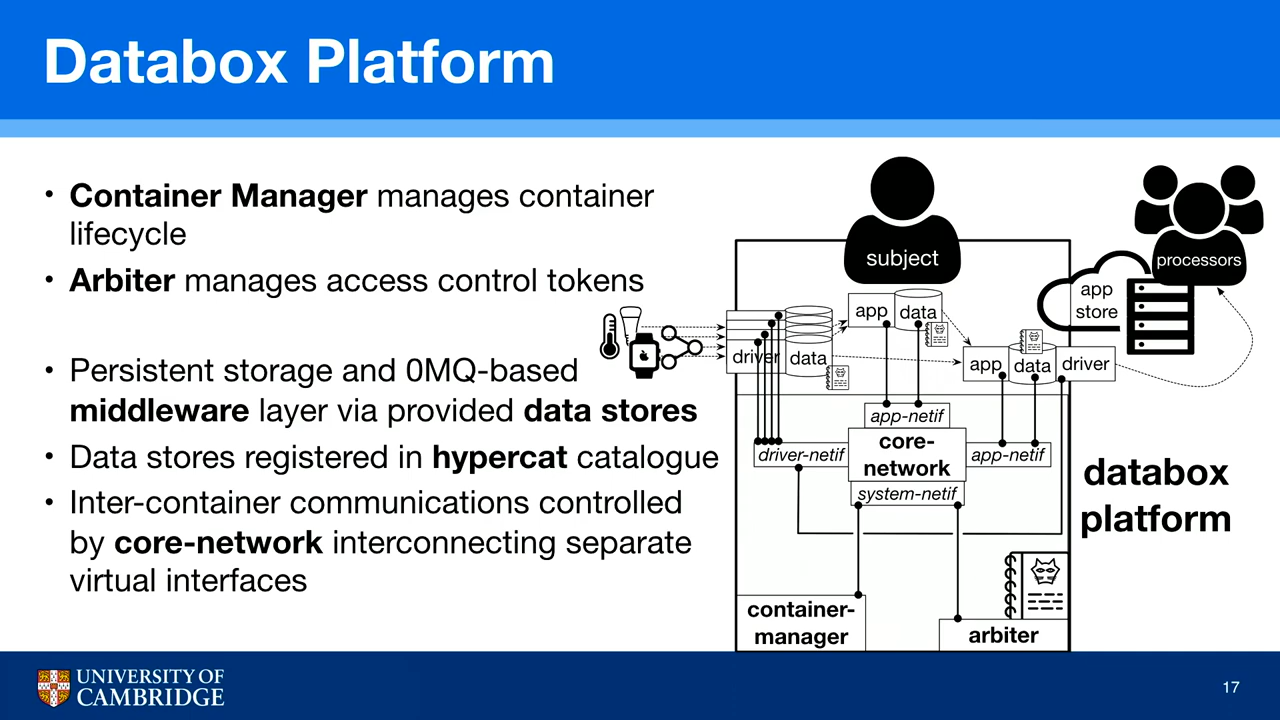 Databox Platform
• Container Manager manages container
lifecycle
• Arbiter manages access control tokens
• Persistent storage and 0MQ-based
middleware layer via provided data stores
• Data stores registered in hypercat catalogue
• Inter-container communications controlled
by core-network interconnecting separate
virtual interfaces
subject
processors
app
store
app
data
driver
data
app
data
driver
app-netif
core-
network
driver-netif
app-netif
system-netif
databox
platform
container-
manager
arbiter
UNIVERSITY OF
CAMBRIDGE
17